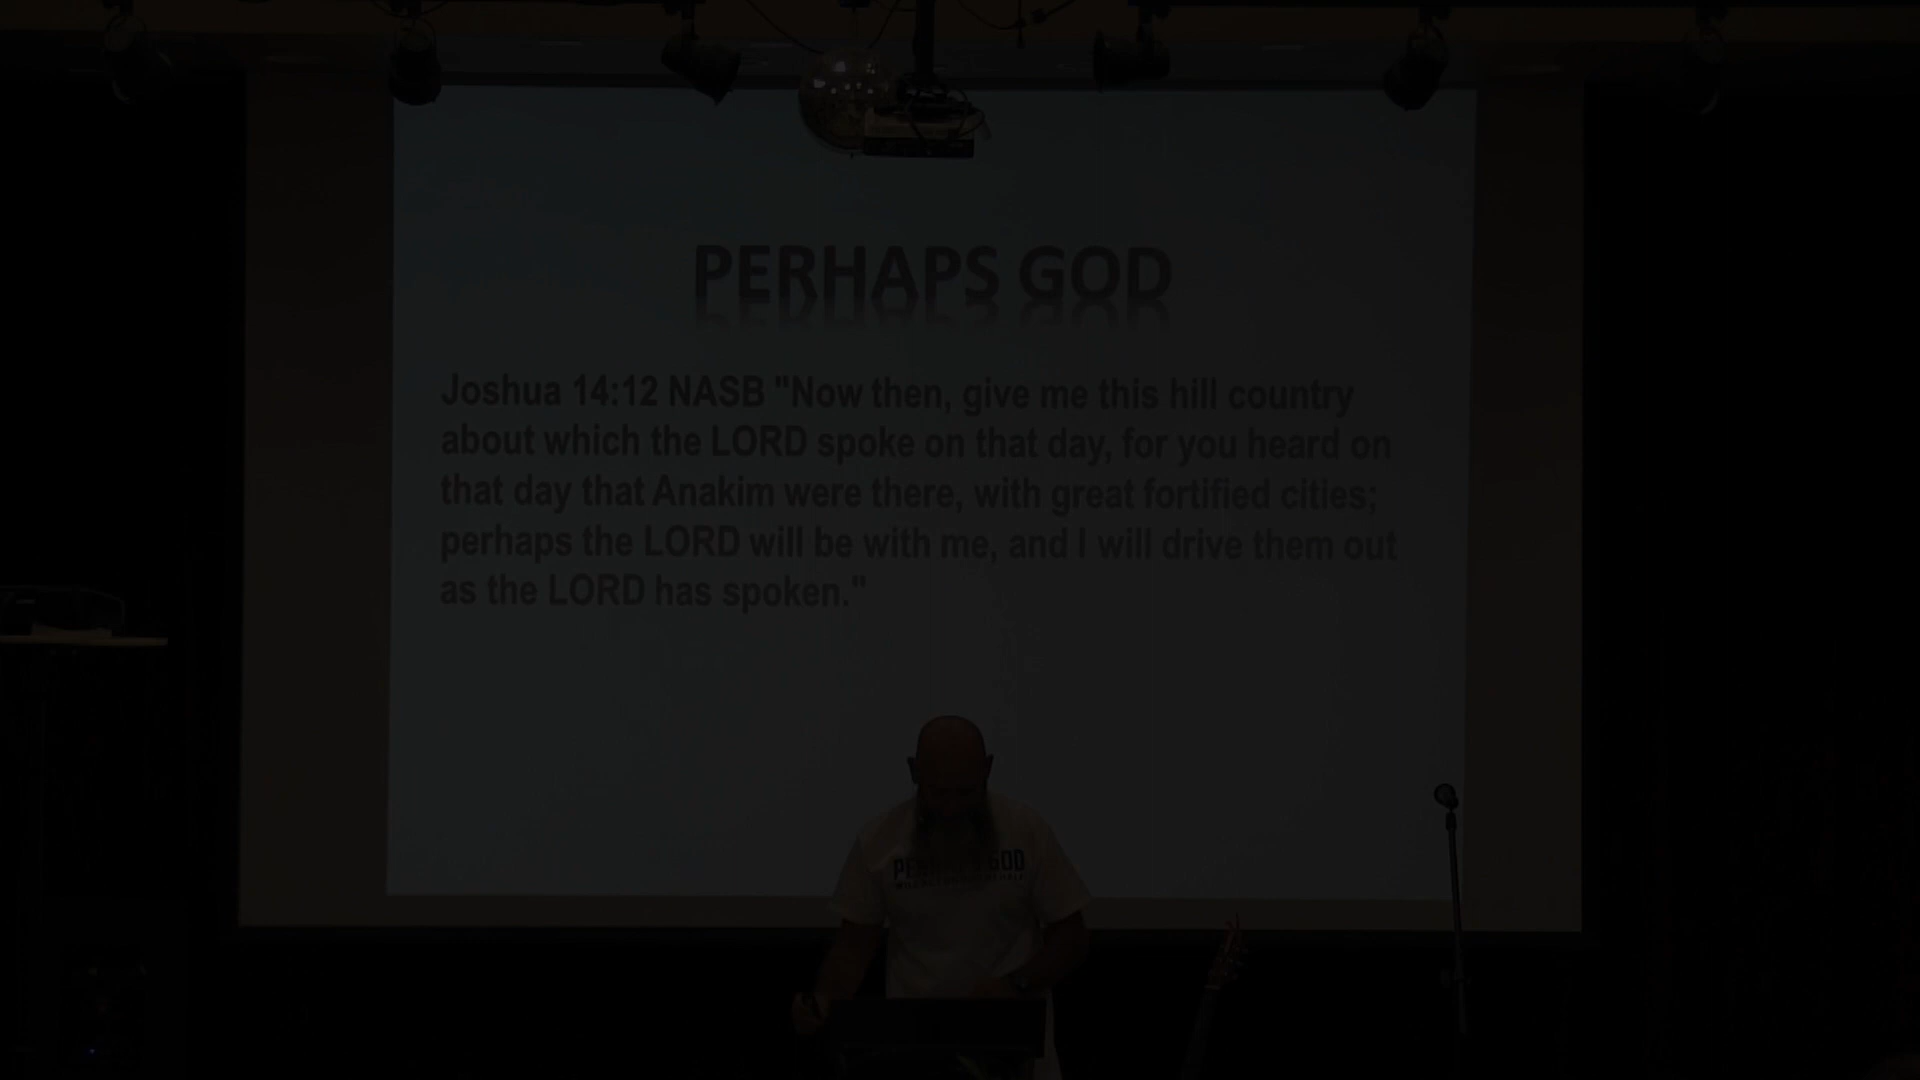 PERHAPS GOD
Joshua 14:12 NASB "Now then, give me this hill country
about which the LORD spoke on that day, for you heard on
that day that Anakim were there, with great fortified cities;
perhaps the LORD will be with me, and I will drive them out
as the LORD has spoken."
GOD